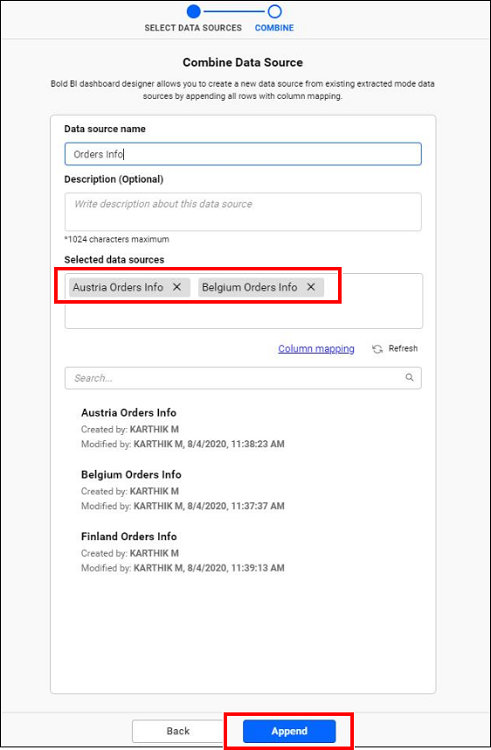 SELECT DATA SOURCES COMBINE
Combine Data Source
Bold BI dashboard designer allows you to create a new data source from existing extracted mode data
sources by appending all rows with column mapping.
Data source name
Orders Info
Description (Optional)
Write description about this data source
*1024 characters maximum
Selected data sources
Austria Orders Info × Belgium Orders Info ×
Column mapping Refresh
Search...
Austria Orders Info
Created by: KARTHIK M
Modified by: KARTHIK M, 8/4/2020, 11:38:23 AM
Belgium Orders Info
Created by: KARTHIK M
Modified by: KARTHIK M, 8/4/2020, 11:37:37 AM
Finland Orders Info
Created by: KARTHIK M
Modified by: KARTHIK M, 8/4/2020, 11:39:13 AM
Back Append